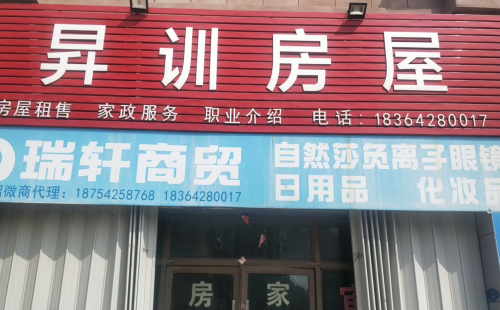 昇训房屋
房屋租售 家政服务 职业介绍 电话：18364280017
瑞轩商贸 自然莎负离子眼镜
招微商代理：18754258768 18364280017 日用品 化妆品
房 家